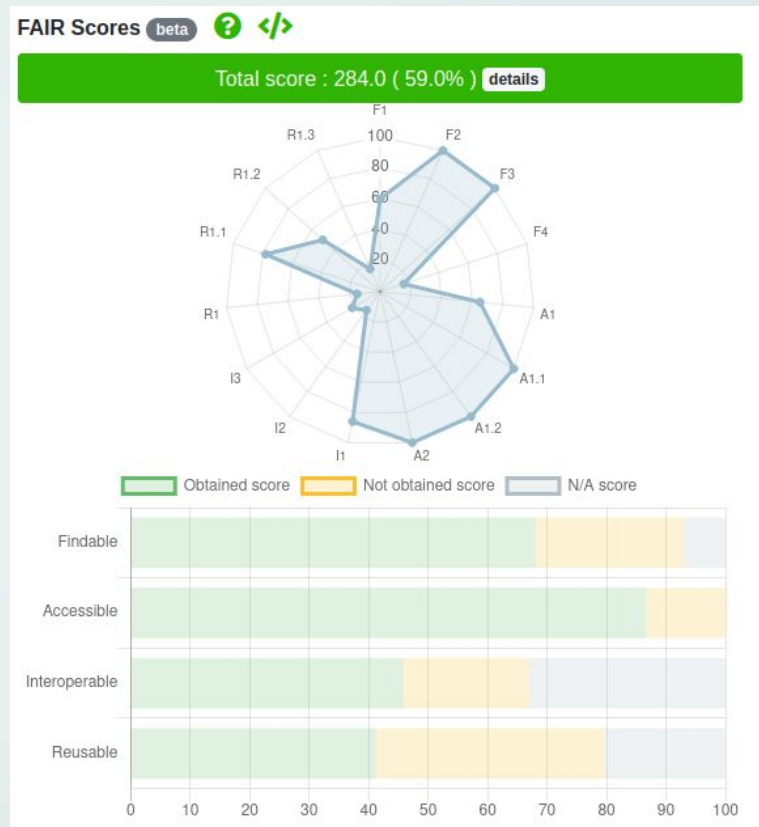 FAIR Scores beta ? </>
Total score : 284.0 ( 59.0% ) details
F1
R1.3 100 F2
80
R1.2 60 F3
R1.1 40 F4
20
R1 A1
I3 A1.1
I2 A1.2
I1 A2
Obtained score Not obtained score N/A score
Findable
Accessible
Interoperable
Reusable
0 10 20 30 40 50 60 70 80 90 100